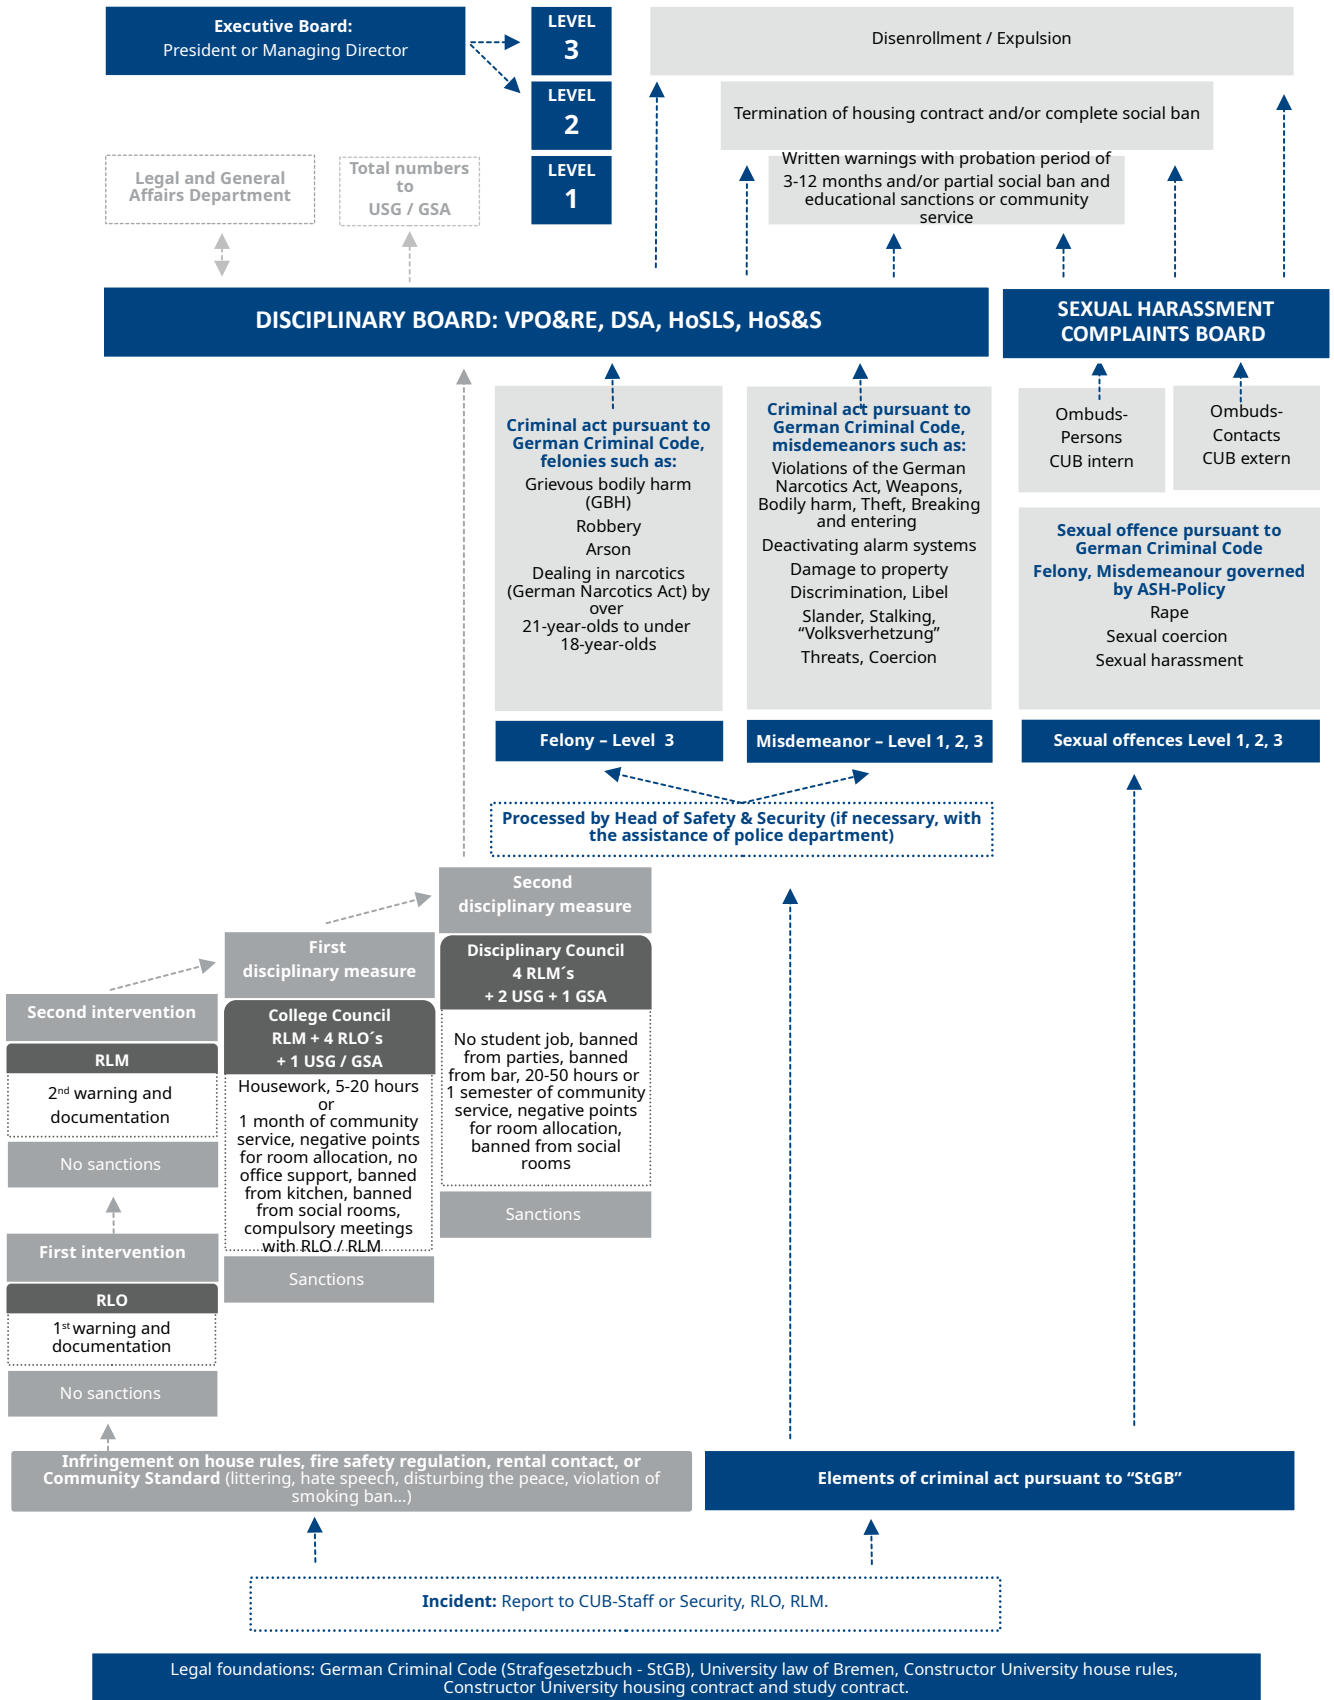 Executive Board:
President or Managing Director
LEVEL
3
Disenrollment / Expulsion
LEVEL
2
Termination of housing contract and/or complete social ban
LEVEL
1
Written warnings with probation period of
3-12 months and/or partial social ban and
educational sanctions or community
service
Legal and General
Affairs Department
Total numbers
to
USG / GSA
DISCIPLINARY BOARD: VPO&RE, DSA, HoSLS, HoS&S
SEXUAL HARASSMENT
COMPLAINTS BOARD
Criminal act pursuant to
German Criminal Code,
felonies such as:
Grievous bodily harm
(GBH)
Robbery
Arson
Dealing in narcotics
(German Narcotics Act) by
over
21-year-olds to under
18-year-olds
Criminal act pursuant to
German Criminal Code,
misdemeanors such as:
Violations of the German
Narcotics Act, Weapons,
Bodily harm, Theft, Breaking
and entering
Deactivating alarm systems
Damage to property
Discrimination, Libel
Slander, Stalking,
“Volksverhetzung”
Threats, Coercion
Ombuds-
Persons
CUB intern
Ombuds-
Contacts
CUB extern
Sexual offence pursuant to
German Criminal Code
Felony, Misdemeanour governed
by ASH-Policy
Rape
Sexual coercion
Sexual harassment
Felony – Level 3
Misdemeanor – Level 1, 2, 3
Sexual offences Level 1, 2, 3
Processed by Head of Safety & Security (if necessary, with
the assistance of police department)
Second
disciplinary measure
Disciplinary Council
4 RLM´s
+ 2 USG + 1 GSA
No student job, banned
from parties, banned
from bar, 20-50 hours or
1 semester of community
service, negative points
for room allocation,
banned from social
rooms
Sanctions
First
disciplinary measure
College Council
RLM + 4 RLO´s
+ 1 USG / GSA
Housework, 5-20 hours
or
1 month of community
service, negative points
for room allocation, no
office support, banned
from kitchen, banned
from social rooms,
compulsory meetings
with RLO / RLM
Sanctions
Second intervention
RLM
2nd warning and
documentation
No sanctions
First intervention
RLO
1st warning and
documentation
No sanctions
Infringement on house rules, fire safety regulation, rental contact, or
Community Standard (littering, hate speech, disturbing the peace, violation of
smoking ban...)
Elements of criminal act pursuant to “StGB”
Incident: Report to CUB-Staff or Security, RLO, RLM.
Legal foundations: German Criminal Code (Strafgesetzbuch - StGB), University law of Bremen, Constructor University house rules,
Constructor University housing contract and study contract.